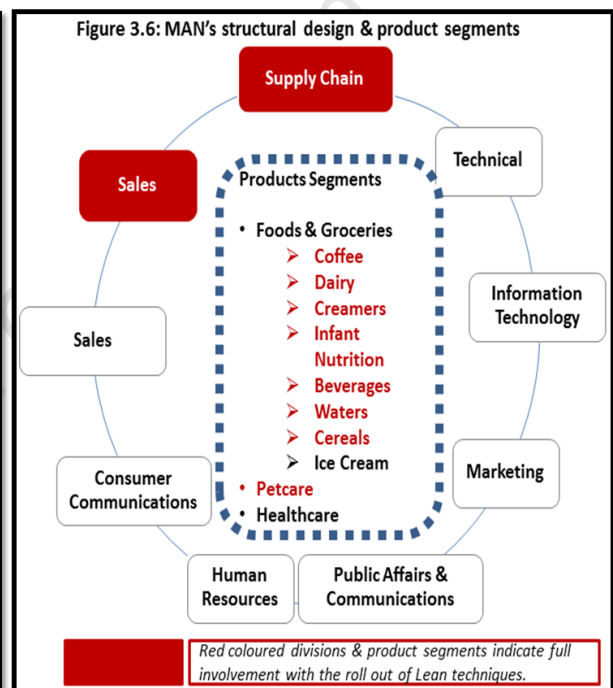 Figure 3.6: MAN's structural design & product segments
Supply Chain
Technical
Sales
Products Segments
• Foods & Groceries
➢ Coffee
➢ Dairy
➢ Creamers
➢ Infant
Nutrition
➢ Beverages
➢ Waters
➢ Cereals
➢ Ice Cream
• Petcare
• Healthcare
Information
Technology
Sales
Marketing
Consumer
Communications
Human
Resources
Public Affairs &
Communications
Red coloured divisions & product segments indicate full
involvement with the roll out of Lean techniques.